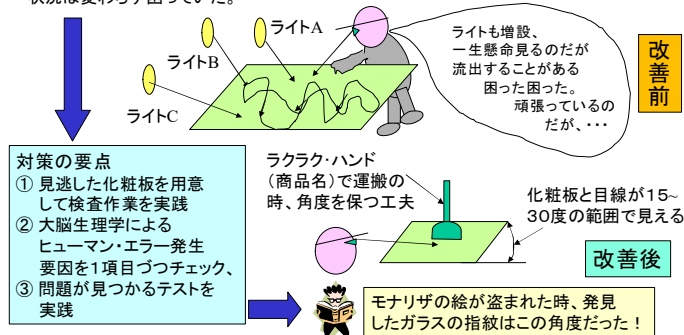 状況は変わらず困っていた。
ライトA
ライトB
ライトC
ライトも増設、
一生懸命見るのだが
流出することがある
困った困った。
頑張っているの
だが、・・・
改善前
対策の要点
① 見逃した化粧板を用意
して検査作業を実践
② 大脳生理学による
ヒューマン・エラー発生
要因を1項目づつチェック、
③ 問題が見つかるテストを
実践
ラクラク・ハンド
(商品名)で運搬の
時、角度を保つ工夫
化粧板と目線が15~
30度の範囲で見える
改善後
モナリザの絵が盗まれた時、発見
したガラスの指紋はこの角度だった!